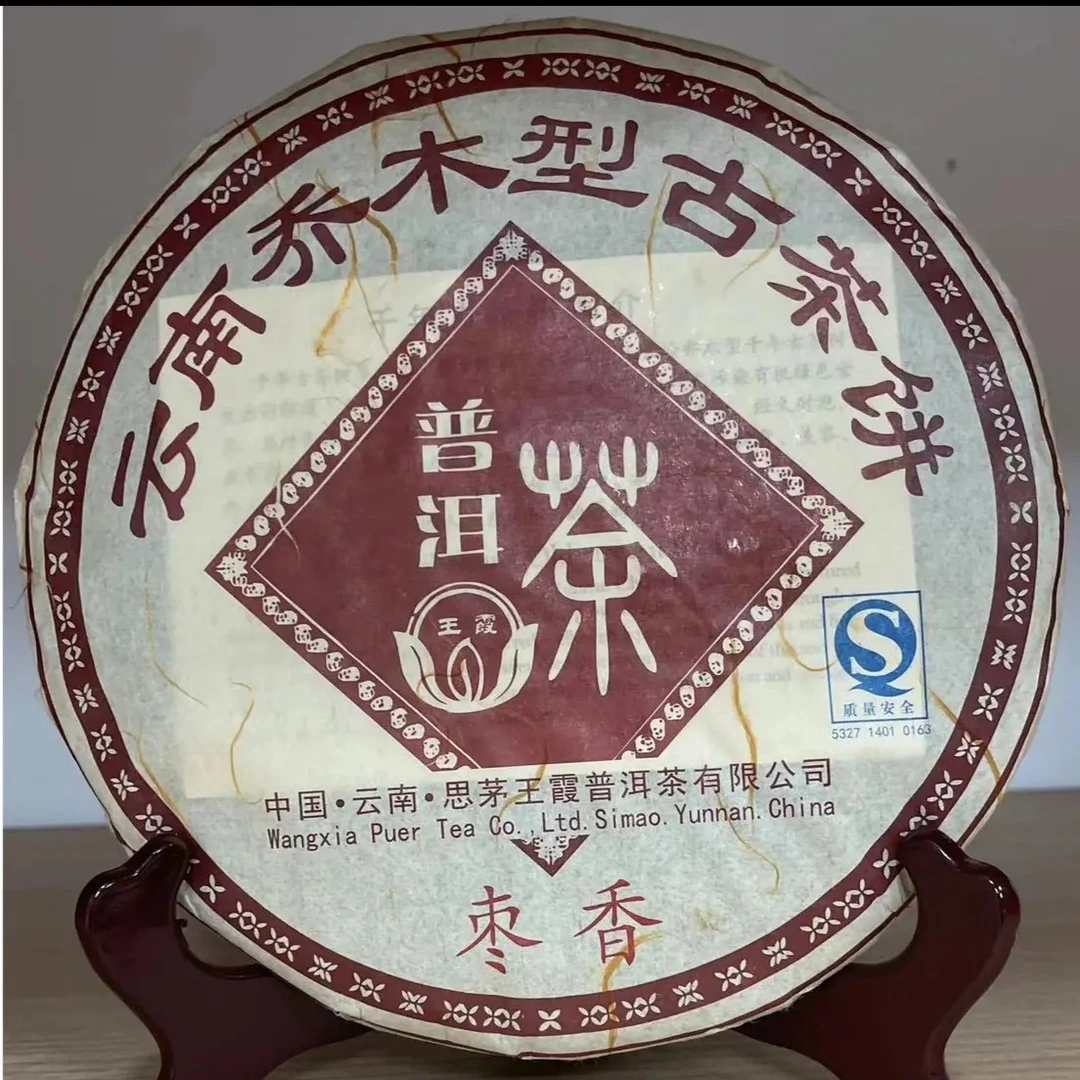 云南乔木型古茶饼
普洱
茶
王霞
质量安全
5327 1401 0163
中国·云南·思茅王霞普洱茶有限公司
Wangxia Puer Tea Co.,Ltd.Simao.Yunnan.China
枣香